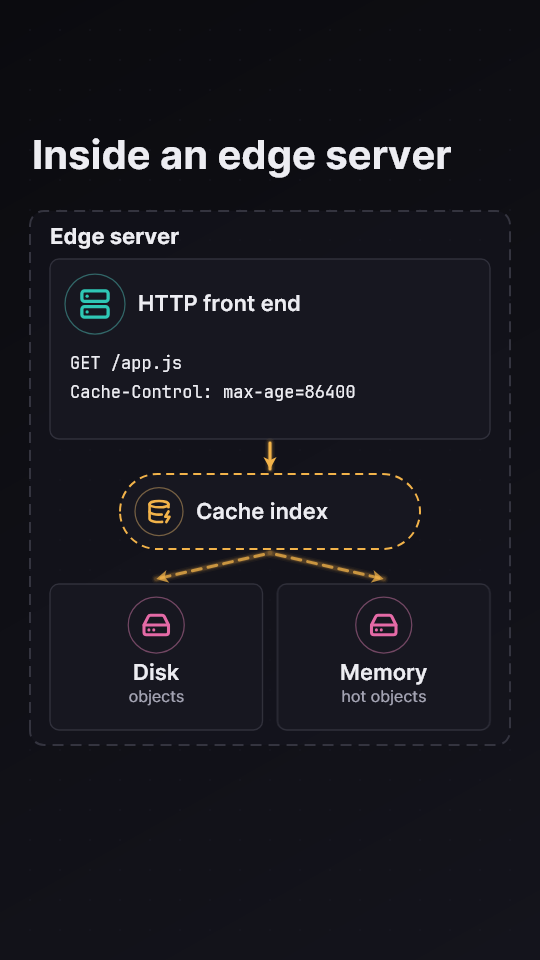 Inside an edge server
Edge server
HTTP front end
GET /app.js
Cache-Control: max-age=86400
Cache index
Disk
objects
Memory
hot objects